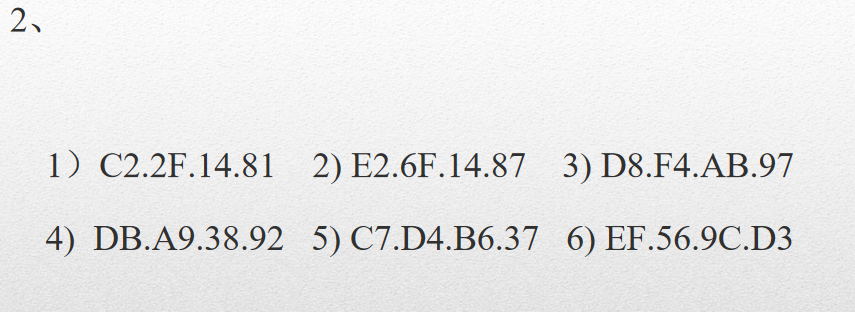 2、
1）C2.2F.14.81 2) E2.6F.14.87 3) D8.F4.AB.97
4) DB.A9.38.92 5) C7.D4.B6.37 6) EF.56.9C.D3